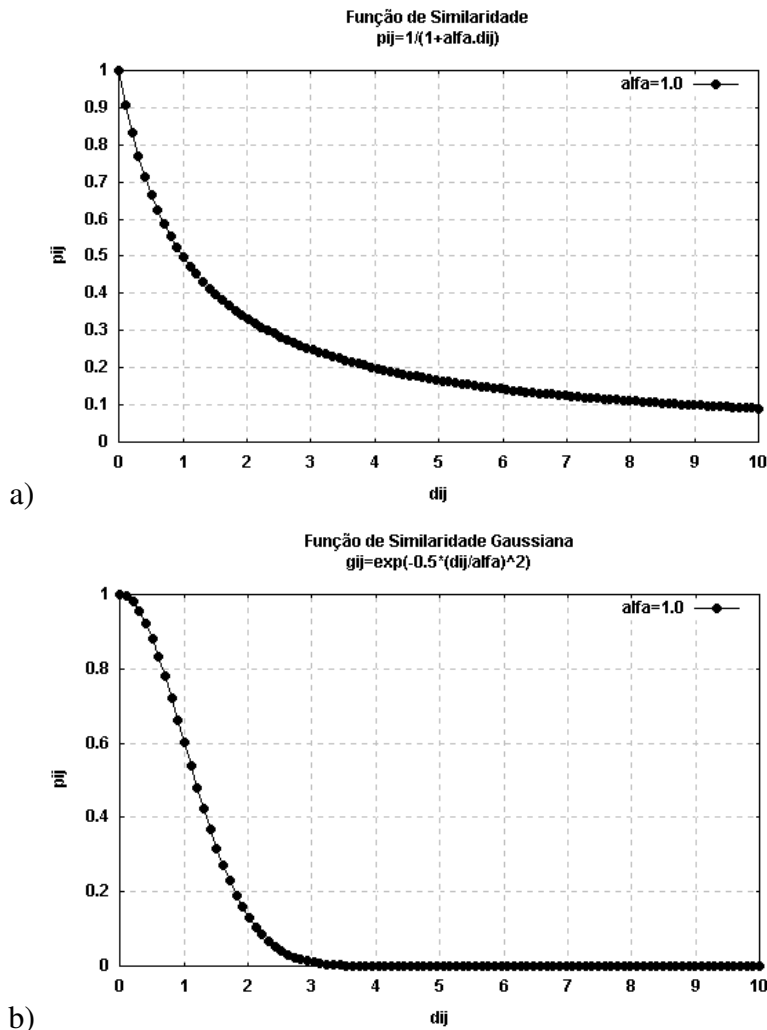 Função de Similaridade
pij=1/(1+alfa.dij)
alfa=1.0
1
0.9
0.8
0.7
0.6
0.5
0.4
0.3
0.2
0.1
0
pij
0 1 2 3 4 5 6 7 8 9 10
dij
a)
Função de Similaridade Gaussiana
gij=exp(-0.5*(dij/alfa)^2)
alfa=1.0
1
0.8
0.6
0.4
0.2
0
pij
0 1 2 3 4 5 6 7 8 9 10
dij
b)